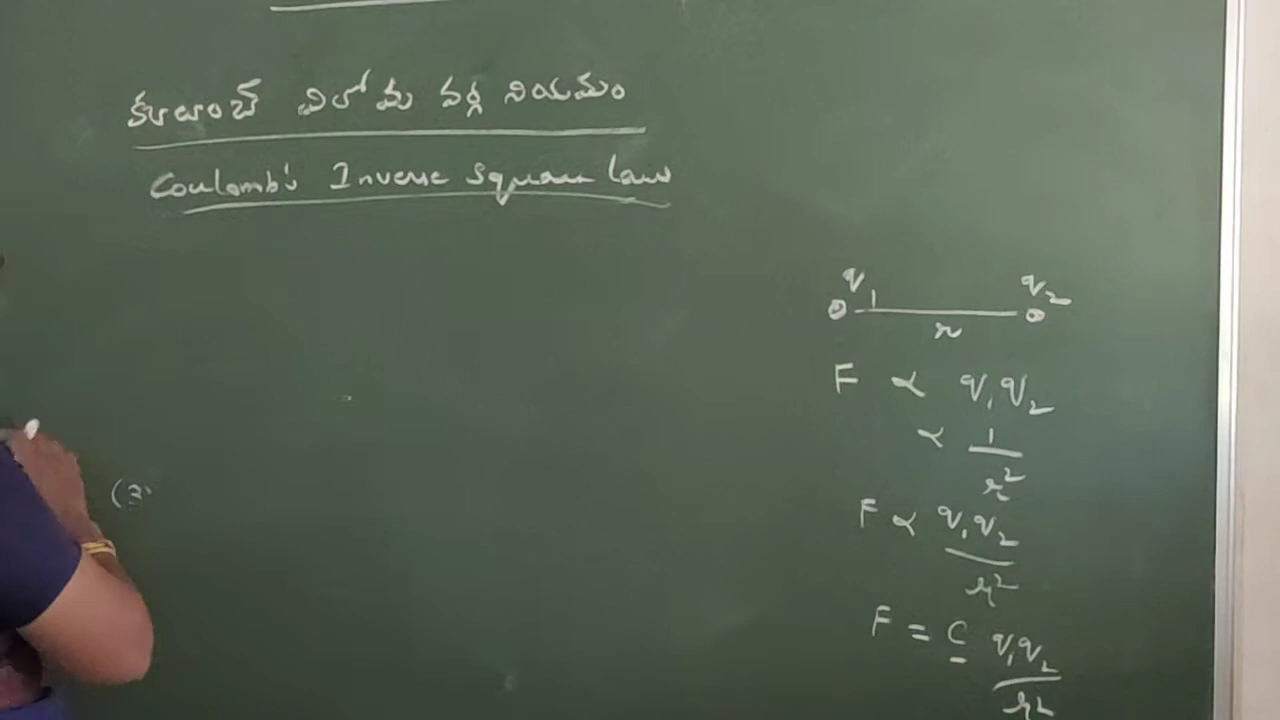 కూలుంబ్ విలోమ వర్గ నియమం
Coulomb's Inverse Square Law
q₁ q₂
r
F ∝ q₁q₂
∝ 1/r²
F ∝ q₁q₂/r²
F = C q₁q₂/r²